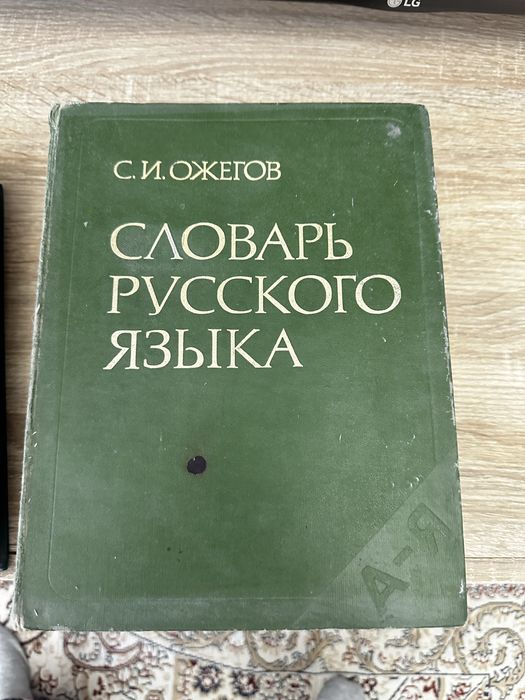 LG
С.И. ОЖЕГОВ
СЛОВАРЬ
РУССКОГО
ЯЗЫКА
А-Я